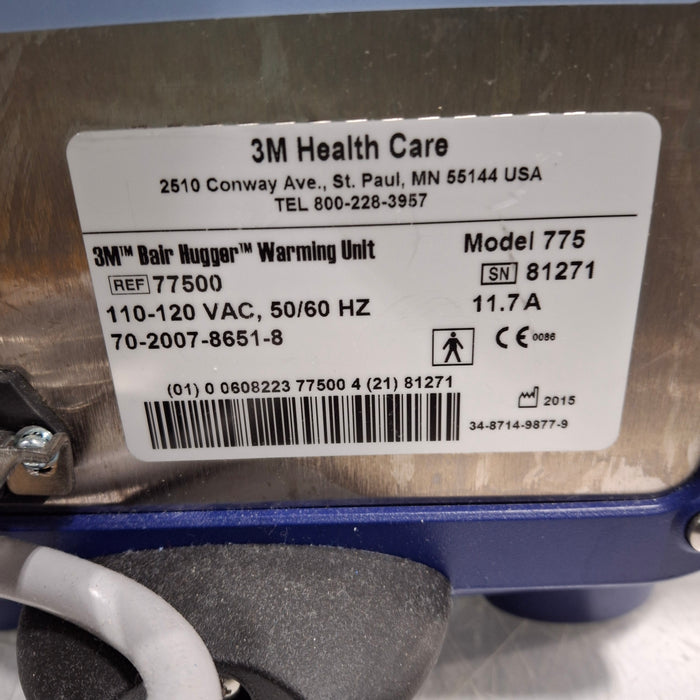 3M Health Care
2510 Conway Ave., St. Paul, MN 55144 USA
TEL 800-228-3957
3M™ Bair Hugger™ Warming Unit Model 775
REF 77500 SN 81271
110-120 VAC, 50/60 HZ 11.7 A
70-2007-8651-8 CE 0086
(01) 0 0608223 77500 4 (21) 81271
2015
34-8714-9877-9